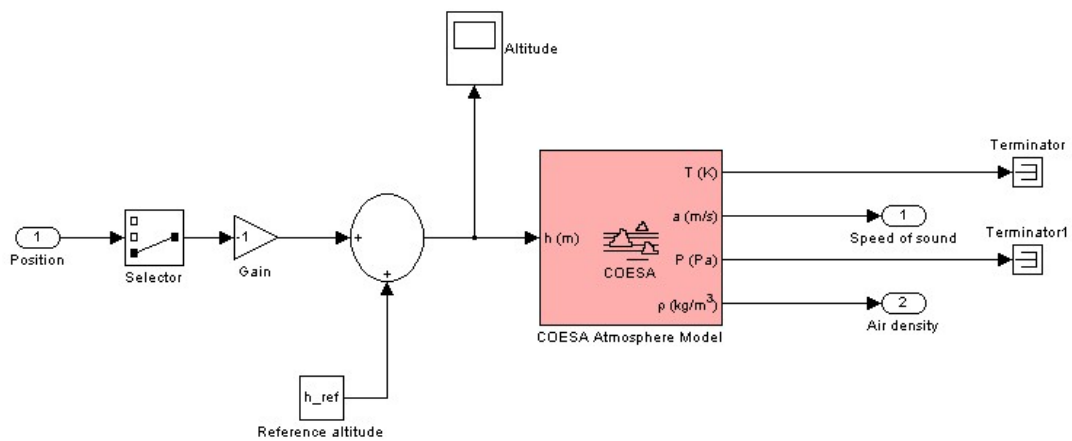 Altitude
Terminator
T (K)
1
Position
Selector
-1
Gain
+
+
h (m)
COESA
a (m/s)
1
Speed of sound
P (Pa)
Terminator1
ρ (kg/m³)
2
Air density
COESA Atmosphere Model
h_ref
Reference altitude